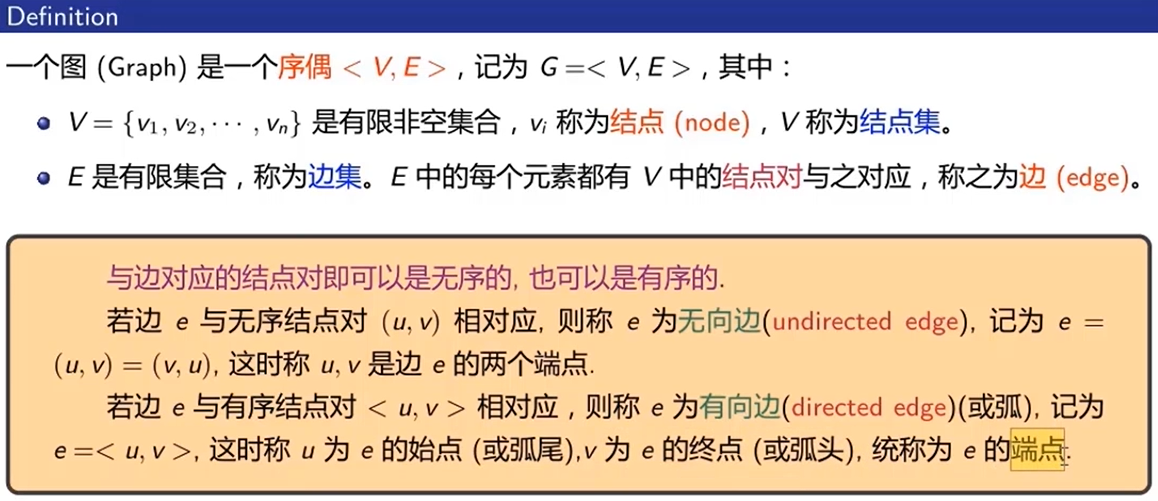 Definition
一个图 (Graph) 是一个序偶 < V, E >，记为 G =< V, E >，其中：
V = {v₁, v₂, ⋯ , vₙ} 是有限非空集合，vᵢ 称为结点 (node)，V 称为结点集。
E 是有限集合，称为边集。E 中的每个元素都有 V 中的结点对与之对应，称之为边 (edge)。
与边对应的结点对即可以是无序的, 也可以是有序的.
若边 e 与无序结点对 (u, v) 相对应, 则称 e 为无向边(undirected edge), 记为 e =
(u, v) = (v, u), 这时称 u, v 是边 e 的两个端点.
若边 e 与有序结点对 < u, v > 相对应，则称 e 为有向边(directed edge)(或弧), 记为
e =< u, v >, 这时称 u 为 e 的始点 (或弧尾),v 为 e 的终点 (或弧头), 统称为 e 的端点.